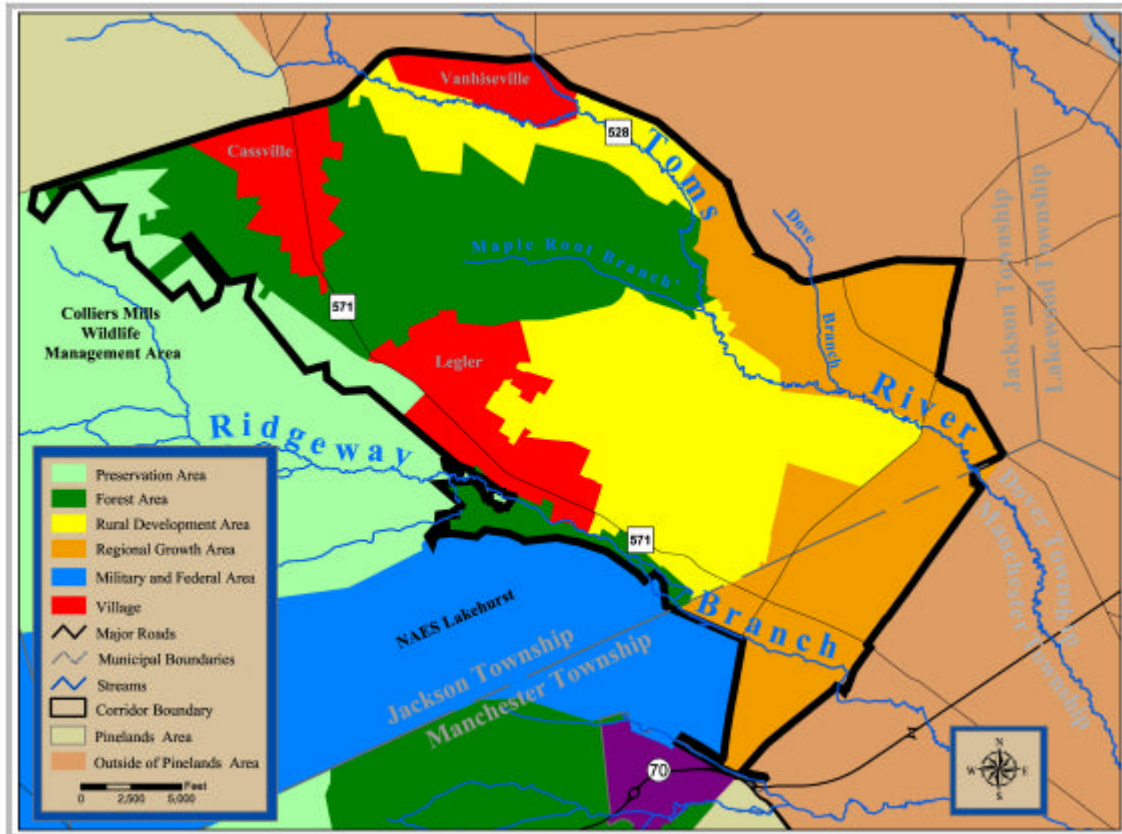 Vanhiseville
Cassville
528
Toms
Dove
Branch
Maple Root Branch'
571
Colliers Mills
Wildlife
Management Area
Legler
River
Jackson Township
Lakewood Township
Ridgeway
Dover Township
Manchester Township
571
Branch
NAES Lakehurst
Jackson Township
Manchester Township
70
Preservation Area
Forest Area
Rural Development Area
Regional Growth Area
Military and Federal Area
Village
Major Roads
Municipal Boundaries
Streams
Corridor Boundary
Pinelands Area
Outside of Pinelands Area
Feet
0 2,500 5,000
N
W E
S